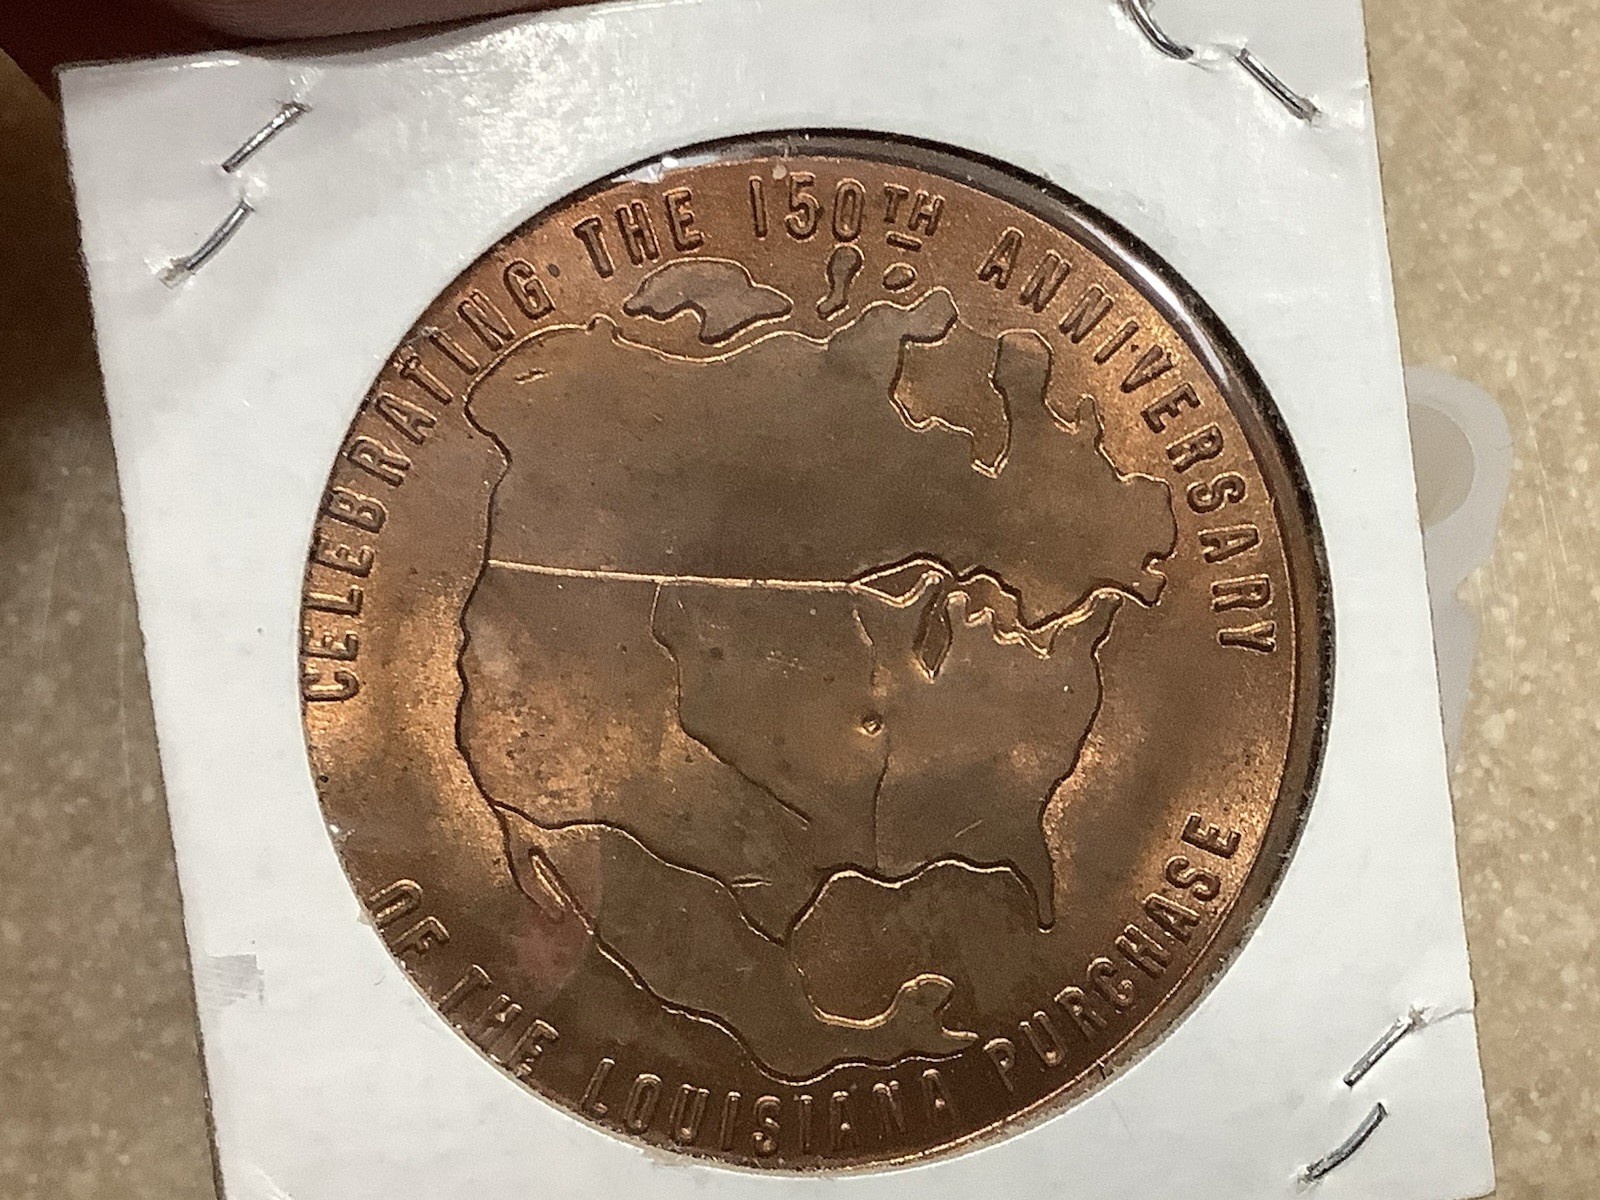 CELEBRATING THE 150TH ANNIVERSARY
OF THE LOUISIANA PURCHASE